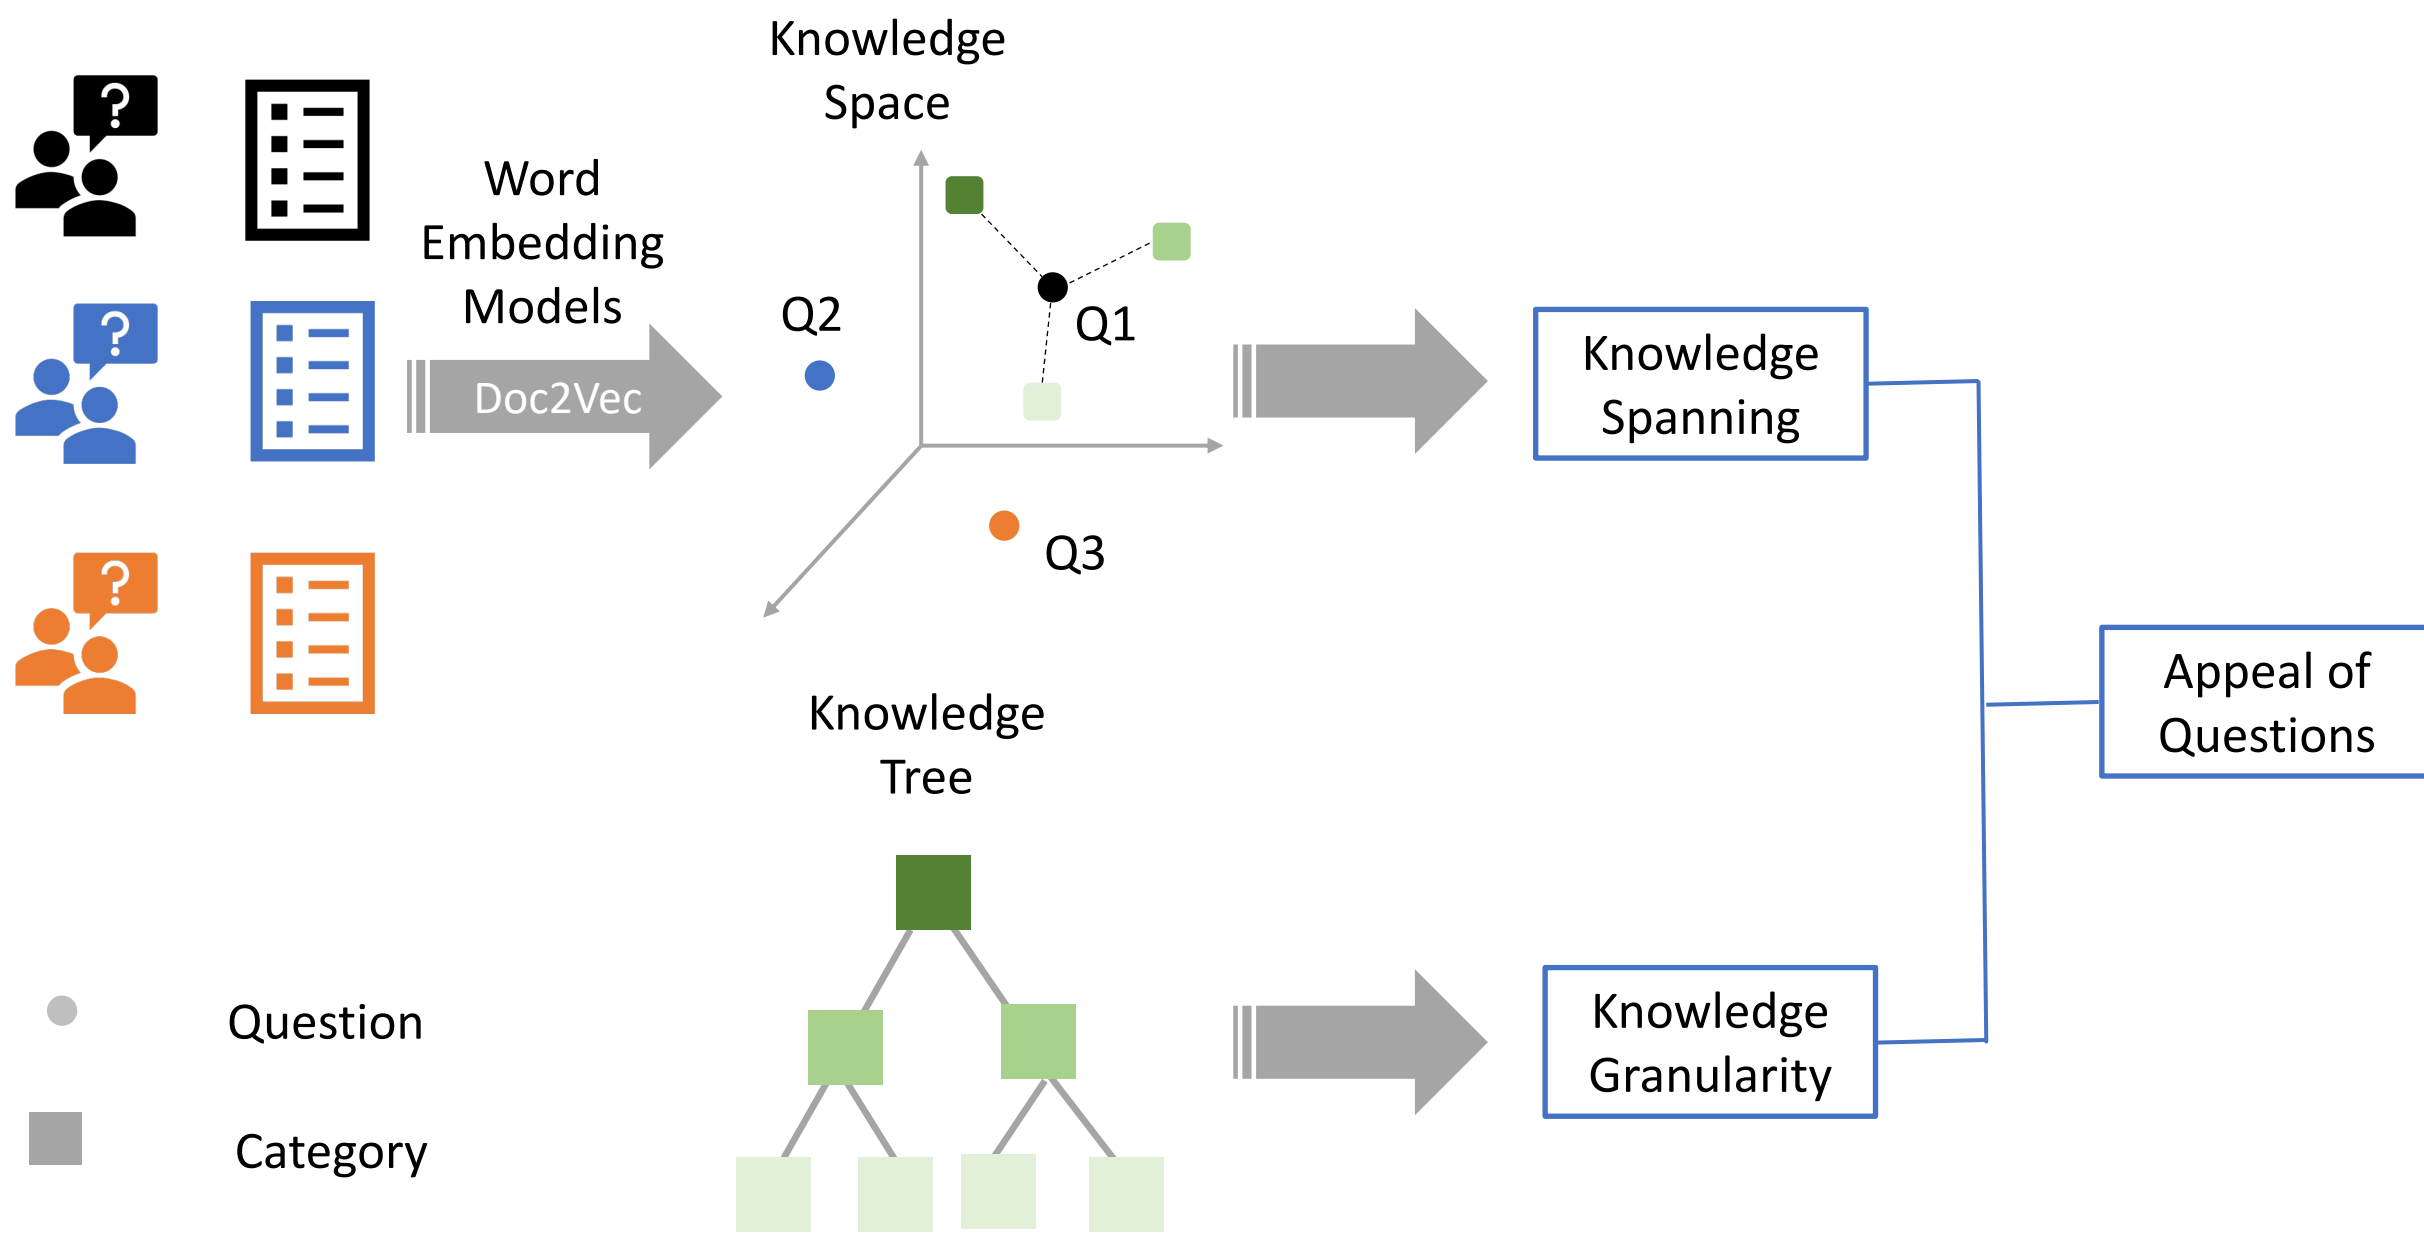 Knowledge
Space
?
Word
Embedding
Models
Doc2Vec
?
Q2
Q1
Knowledge
Spanning
?
Q3
Knowledge
Tree
Appeal of
Questions
Question
Category
Knowledge
Granularity